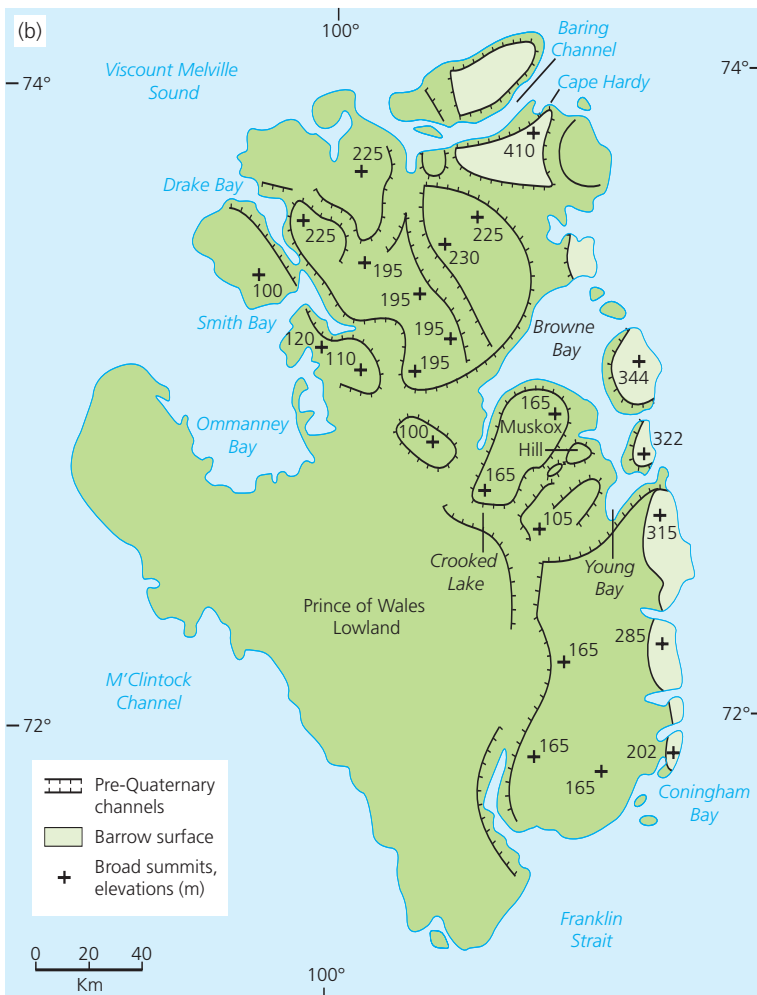 (b)
100°
Baring
Channel
74°
Viscount Melville
Sound
74°
Cape Hardy
410
225
Drake Bay
225
225
230
195
100
195
Smith Bay
195
Browne
Bay
120
110
195
344
Ommanney
Bay
165
100
Muskox
Hill
322
165
105
315
Crooked
Lake
Young
Bay
Prince of Wales
Lowland
285
165
M'Clintock
Channel
72°
72°
165
202
165
Coningham
Bay
Pre-Quaternary
channels
Barrow surface
Broad summits,
elevations (m)
Franklin
Strait
0 20 40
Km
100°